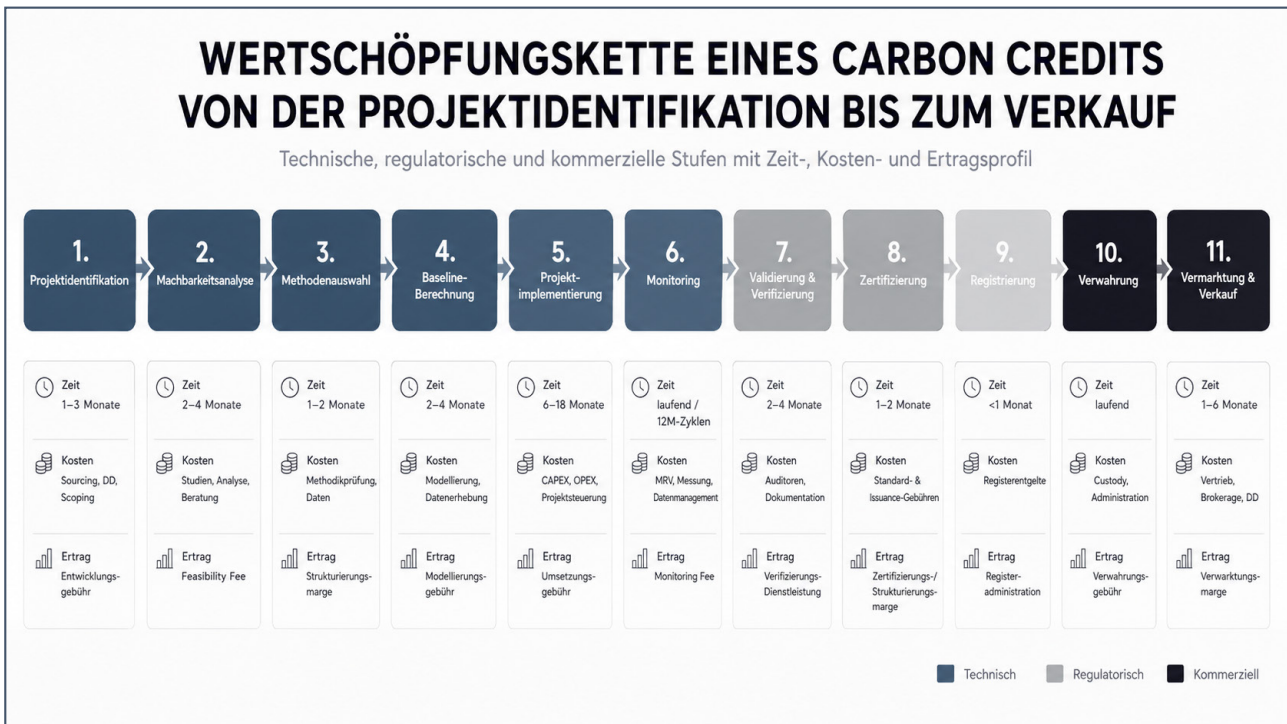 WERTSCHÖPFUNGSKETTE EINES CARBON CREDITS
VON DER PROJEKTIDENTIFIKATION BIS ZUM VERKAUF
Technische, regulatorische und kommerzielle Stufen mit Zeit-, Kosten- und Ertragsprofil
1.
Projektidentifikation
2.
Machbarkeitsanalyse
3.
Methodenauswahl
4.
Baseline-
Berechnung
5.
Projekt-
implementierung
6.
Monitoring
7.
Validierung &
Verifizierung
8.
Zertifizierung
9.
Registrierung
10.
Verwahrung
11.
Vermarktung &
Verkauf
Zeit
1–3 Monate
Kosten
Sourcing, DD,
Scoping
Ertrag
Entwicklungs-
gebühr
Zeit
2–4 Monate
Kosten
Studien, Analyse,
Beratung
Ertrag
Feasibility Fee
Zeit
1–2 Monate
Kosten
Methodikprüfung,
Daten
Ertrag
Strukturierungs-
marge
Zeit
2–4 Monate
Kosten
Modellierung,
Datenerhebung
Ertrag
Modellierungs-
gebühr
Zeit
6–18 Monate
Kosten
CAPEX, OPEX,
Projektsteuerung
Ertrag
Umsetzungs-
gebühr
Zeit
laufend /
12M-Zyklen
Kosten
MRV, Messung,
Datenmanagement
Ertrag
Monitoring Fee
Zeit
2–4 Monate
Kosten
Auditoren,
Dokumentation
Ertrag
Verifizierungs-
Dienstleistung
Zeit
1–2 Monate
Kosten
Standard- &
Issuance-Gebühren
Ertrag
Zertifizierungs-/
Strukturierungs-
marge
Zeit
<1 Monat
Kosten
Registerentgelte
Ertrag
Register-
administration
Zeit
laufend
Kosten
Custody,
Administration
Ertrag
Verwahrungs-
gebühr
Zeit
1–6 Monate
Kosten
Vertrieb,
Brokerage, DD
Ertrag
Verwarktungs-
marge
Technisch
Regulatorisch
Kommerziell